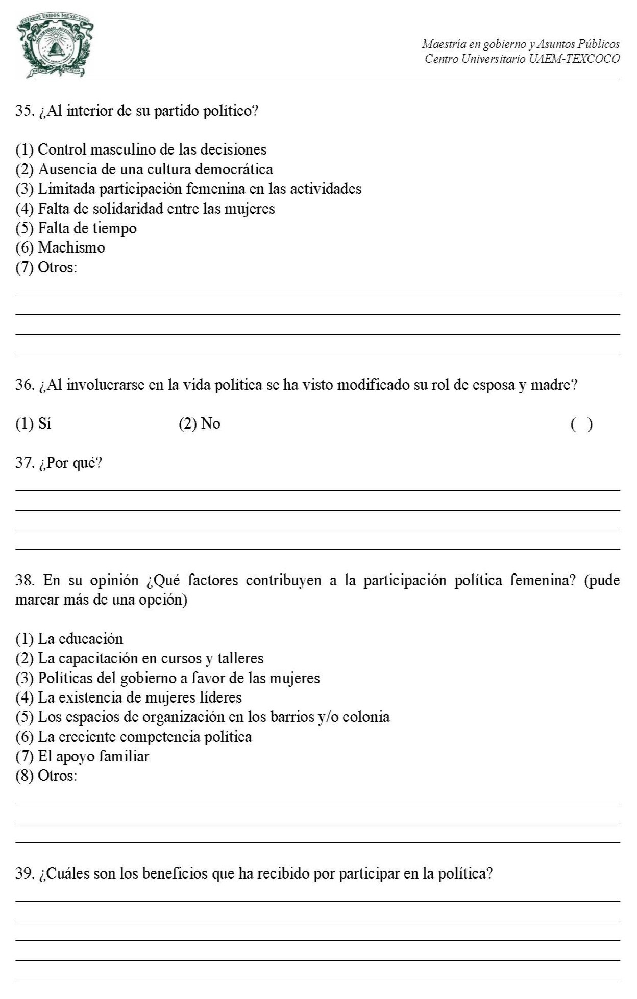 ESTADOS UNIDOS MEXICANOS
Maestría en gobierno y Asuntos Públicos
Centro Universitario UAEM-TEXCOCO
35. ¿Al interior de su partido político?
(1) Control masculino de las decisiones
(2) Ausencia de una cultura democrática
(3) Limitada participación femenina en las actividades
(4) Falta de solidaridad entre las mujeres
(5) Falta de tiempo
(6) Machismo
(7) Otros:
36. ¿Al involucrarse en la vida política se ha visto modificado su rol de esposa y madre?
(1) Sí (2) No ( )
37. ¿Por qué?
38. En su opinión ¿Qué factores contribuyen a la participación política femenina? (pude
marcar más de una opción)
(1) La educación
(2) La capacitación en cursos y talleres
(3) Políticas del gobierno a favor de las mujeres
(4) La existencia de mujeres líderes
(5) Los espacios de organización en los barrios y/o colonia
(6) La creciente competencia política
(7) El apoyo familiar
(8) Otros:
39. ¿Cuáles son los beneficios que ha recibido por participar en la política?